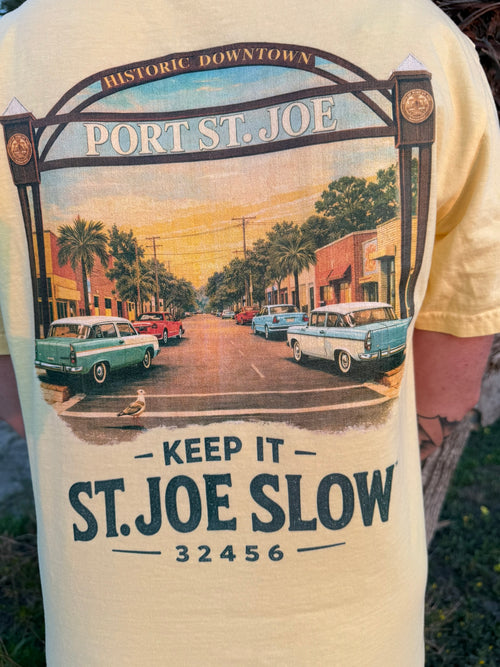 HISTORIC DOWNTOWN
PORT ST. JOE
- KEEP IT -
ST. JOE SLOW
— 32456 —